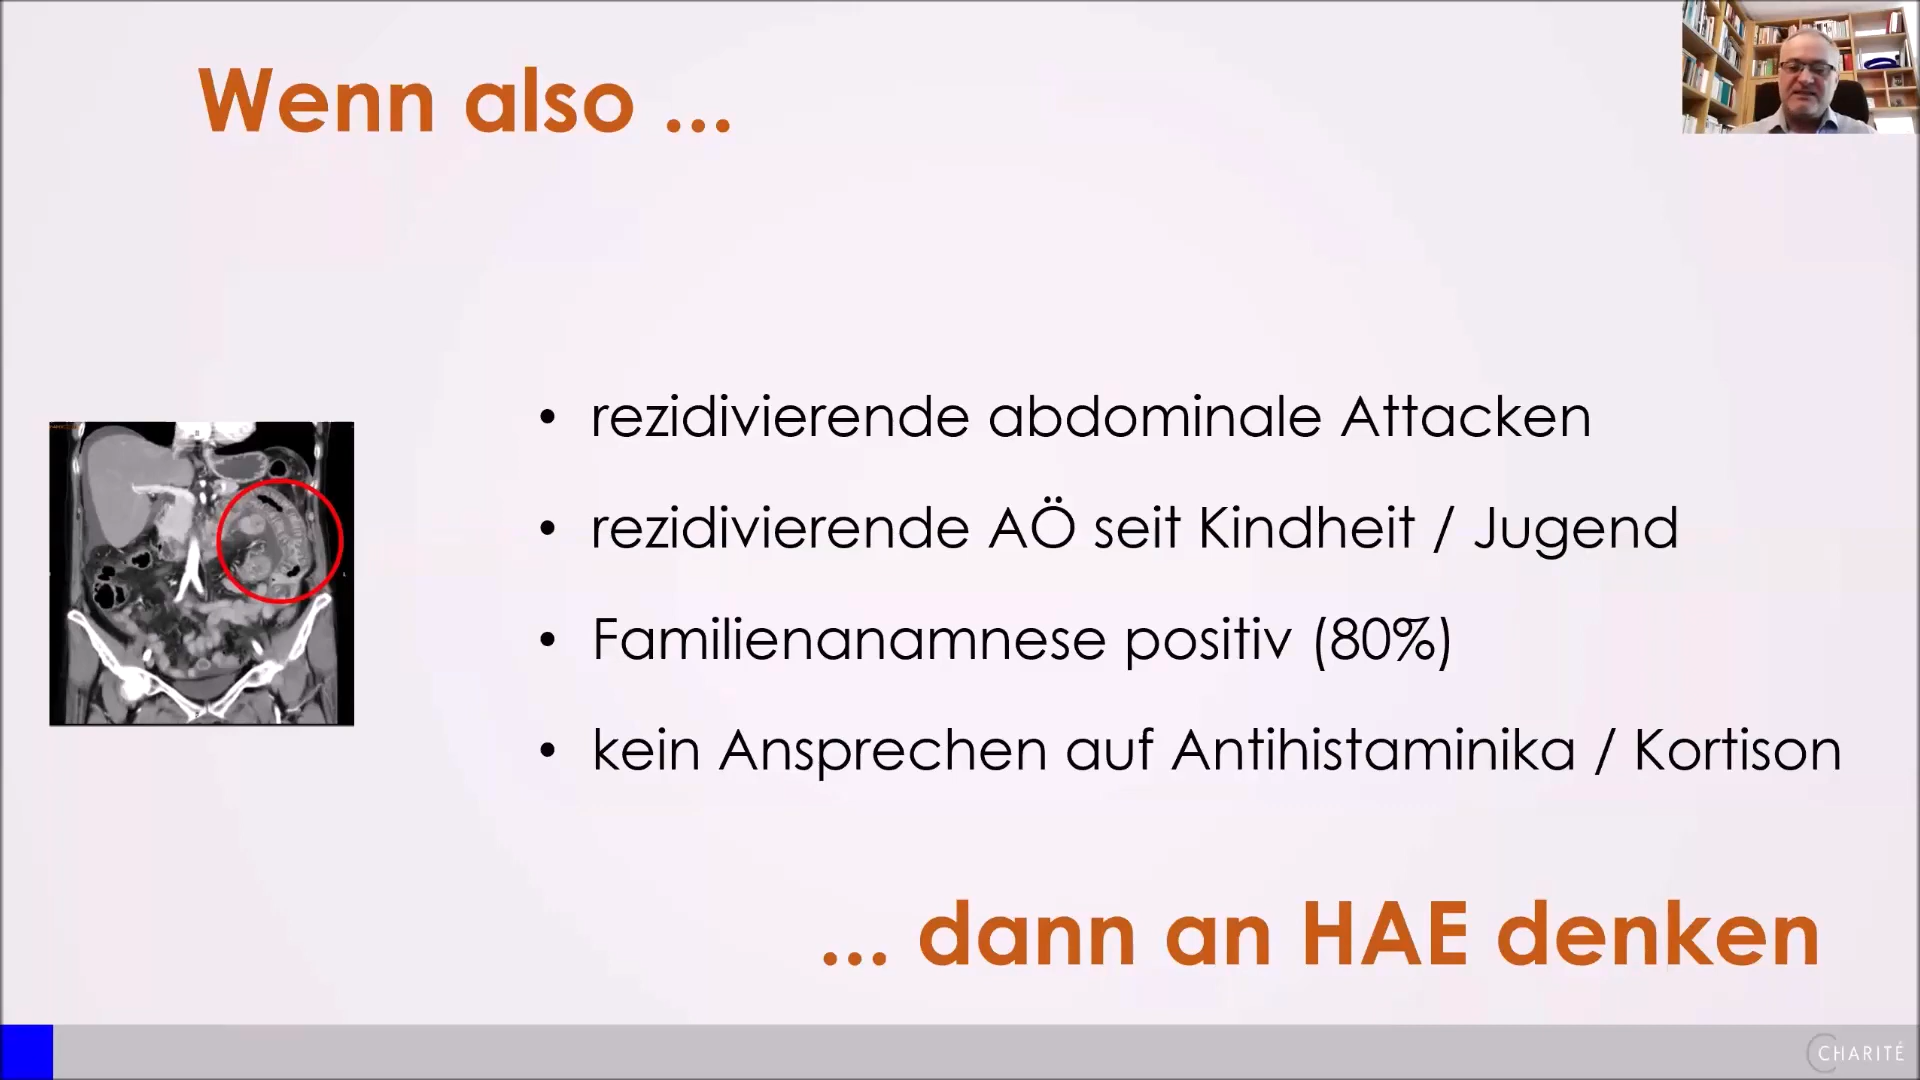 Wenn also ...
• rezidivierende abdominale Attacken
• rezidivierende AÖ seit Kindheit / Jugend
• Familienanamnese positiv (80%)
• kein Ansprechen auf Antihistaminika / Kortison
... dann an HAE denken
CHARITÉ